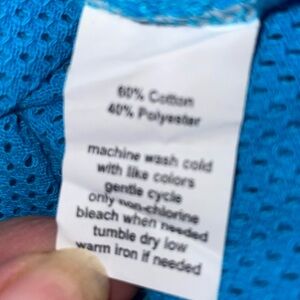 60% Cotton
40% Polyester
machine wash cold
with like colors
gentle cycle
only non-chlorine
bleach when needed
tumble dry low
warm iron if needed